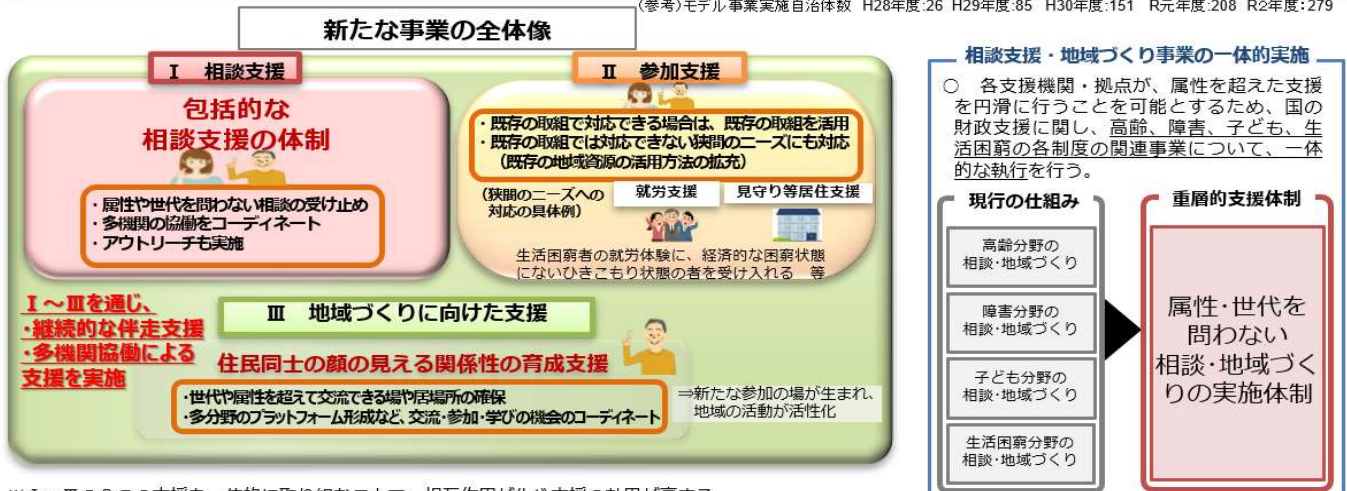 (参考)モデル事業実施自治体数 H28年度:26 H29年度:85 H30年度:151 R元年度:208 R2年度:279
新たな事業の全体像
Ⅰ 相談支援
包括的な
相談支援の体制
・属性や世代を問わない相談の受け止め
・多機関の協働をコーディネート
・アウトリーチも実施
Ⅱ 参加支援
・既存の取組で対応できる場合は、既存の取組を活用
・既存の取組では対応できない狭間のニーズにも対応
(既存の地域資源の活用方法の拡充)
(狭間のニーズへの
対応の具体例)
就労支援
見守り等居住支援
生活困窮者の就労体験に、経済的な困窮状態
にないひきこもり状態の者を受け入れる 等
Ⅰ~Ⅲを通じ、
・継続的な伴走支援
・多機関協働による
支援を実施
Ⅲ 地域づくりに向けた支援
住民同士の顔の見える関係性の育成支援
・世代や属性を超えて交流できる場や居場所の確保
・多分野のプラットフォーム形成など、交流・参加・学びの機会のコーディネート
⇒新たな参加の場が生まれ、
地域の活動が活性化
相談支援・地域づくり事業の一体的実施
○ 各支援機関・拠点が、属性を超えた支援
を円滑に行うことを可能とするため、国の
財政支援に関し、高齢、障害、子ども、生
活困窮の各制度の関連事業について、一体
的な執行を行う。
現行の仕組み
高齢分野の
相談・地域づくり
障害分野の
相談・地域づくり
子ども分野の
相談・地域づくり
生活困窮分野の
相談・地域づくり
重層的支援体制
属性・世代を
問わない
相談・地域づく
りの実施体制